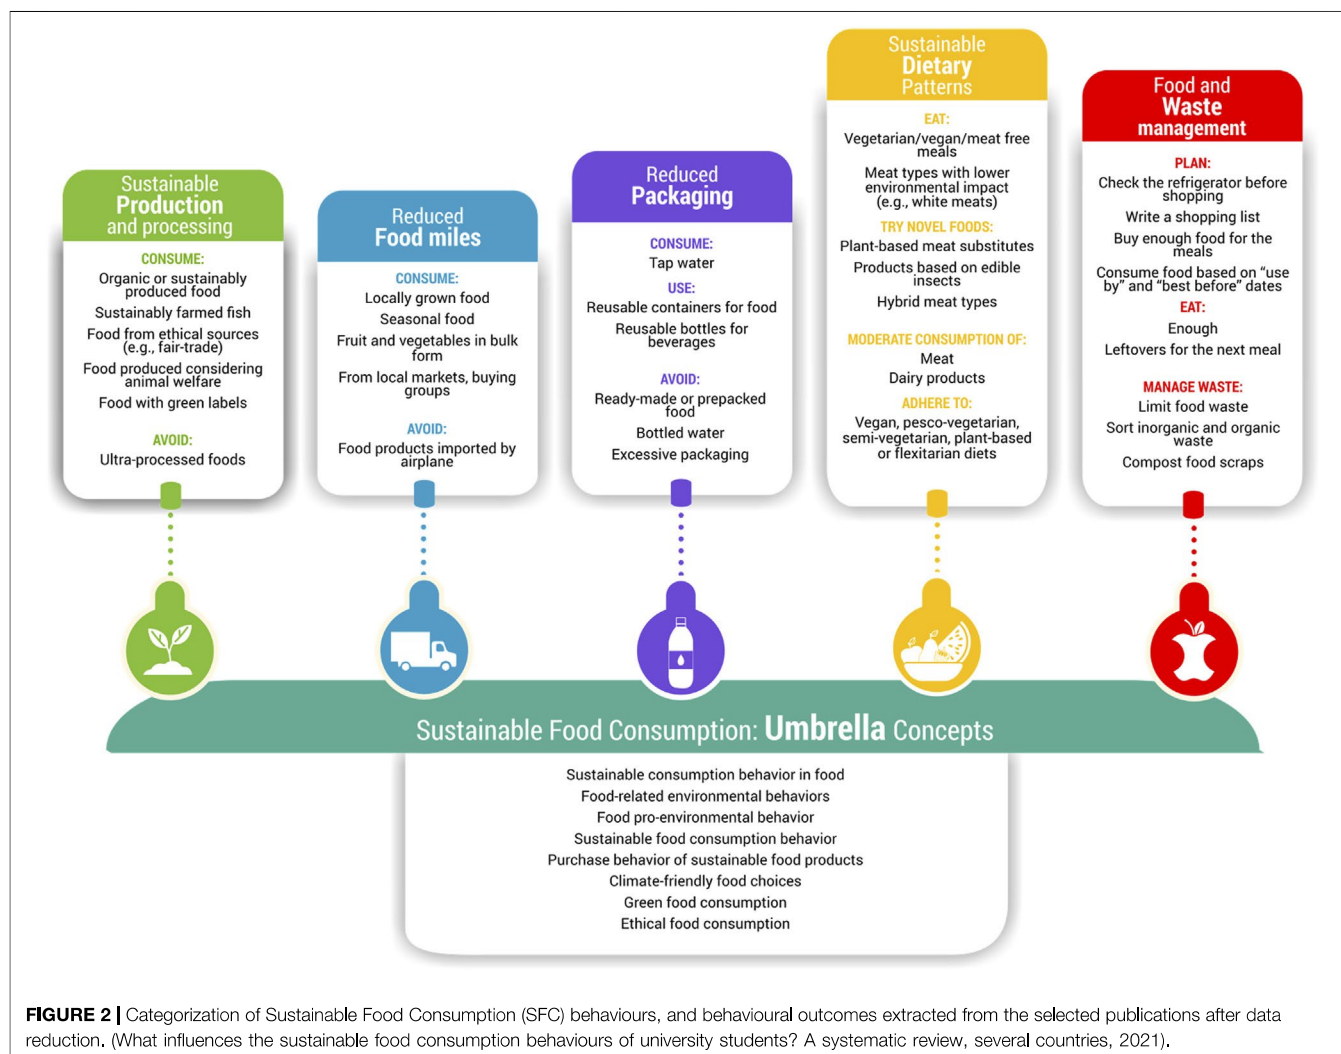 Sustainable
Production
and processing
CONSUME:
Organic or sustainably
produced food
Sustainably farmed fish
Food from ethical sources
(e.g., fair-trade)
Food produced considering
animal welfare
Food with green labels
AVOID:
Ultra-processed foods
Reduced
Food miles
CONSUME:
Locally grown food
Seasonal food
Fruit and vegetables in bulk
form
From local markets, buying
groups
AVOID:
Food products imported by
airplane
Reduced
Packaging
CONSUME:
Tap water
USE:
Reusable containers for food
Reusable bottles for
beverages
AVOID:
Ready-made or prepacked
food
Bottled water
Excessive packaging
Sustainable
Dietary
Patterns
EAT:
Vegetarian/vegan/meat free
meals
Meat types with lower
environmental impact
(e.g., white meats)
TRY NOVEL FOODS:
Plant-based meat substitutes
Products based on edible
insects
Hybrid meat types
MODERATE CONSUMPTION OF:
Meat
Dairy products
ADHERE TO:
Vegan, pesco-vegetarian,
semi-vegetarian, plant-based
or flexitarian diets
Food and
Waste
management
PLAN:
Check the refrigerator before
shopping
Write a shopping list
Buy enough food for the
meals
Consume food based on “use
by” and “best before” dates
EAT:
Enough
Leftovers for the next meal
MANAGE WASTE:
Limit food waste
Sort inorganic and organic
waste
Compost food scraps
Sustainable Food Consumption: Umbrella Concepts
Sustainable consumption behavior in food
Food-related environmental behaviors
Food pro-environmental behavior
Sustainable food consumption behavior
Purchase behavior of sustainable food products
Climate-friendly food choices
Green food consumption
Ethical food consumption
FIGURE 2 | Categorization of Sustainable Food Consumption (SFC) behaviours, and behavioural outcomes extracted from the selected publications after data
reduction. (What influences the sustainable food consumption behaviours of university students? A systematic review, several countries, 2021).